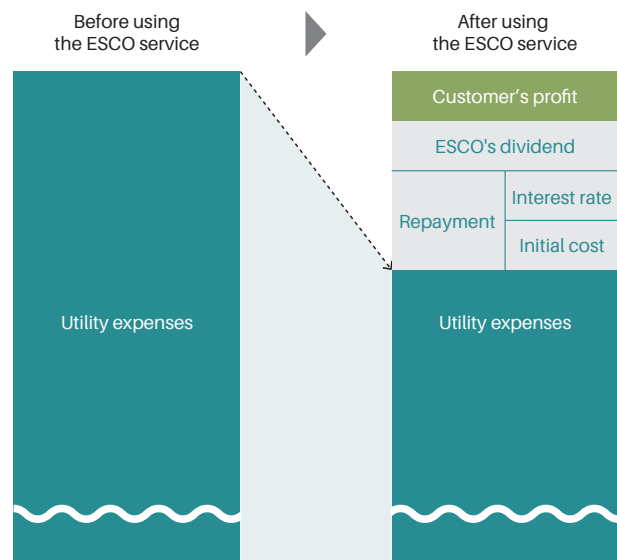 Before using
the ESCO service
After using
the ESCO service
Customer’s profit
ESCO's dividend
Repayment
Interest rate
Initial cost
Utility expenses
Utility expenses